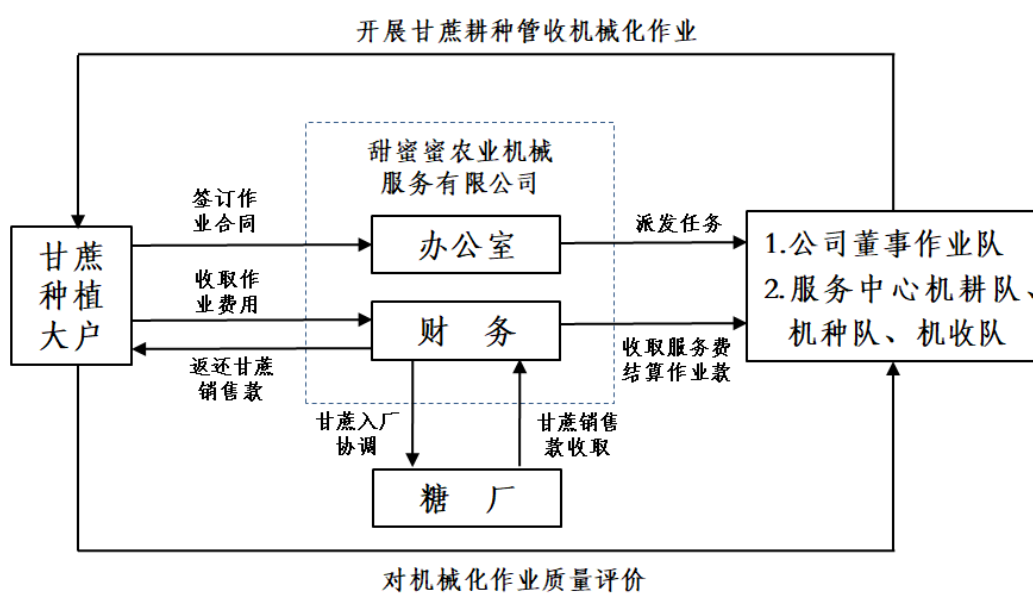 开展甘蔗耕种管收机械化作业
甜蜜蜜农业机械
服务有限公司
签订作
业合同
办公室
派发任务
甘蔗
种植
大户
收取作
业费用
财 务
返还甘蔗
销售款
收取服务费
结算作业款
1.公司董事作业队
2.服务中心机耕队、
机种队、机收队
甘蔗入厂
协调
甘蔗销售
款收取
糖 厂
对机械化作业质量评价